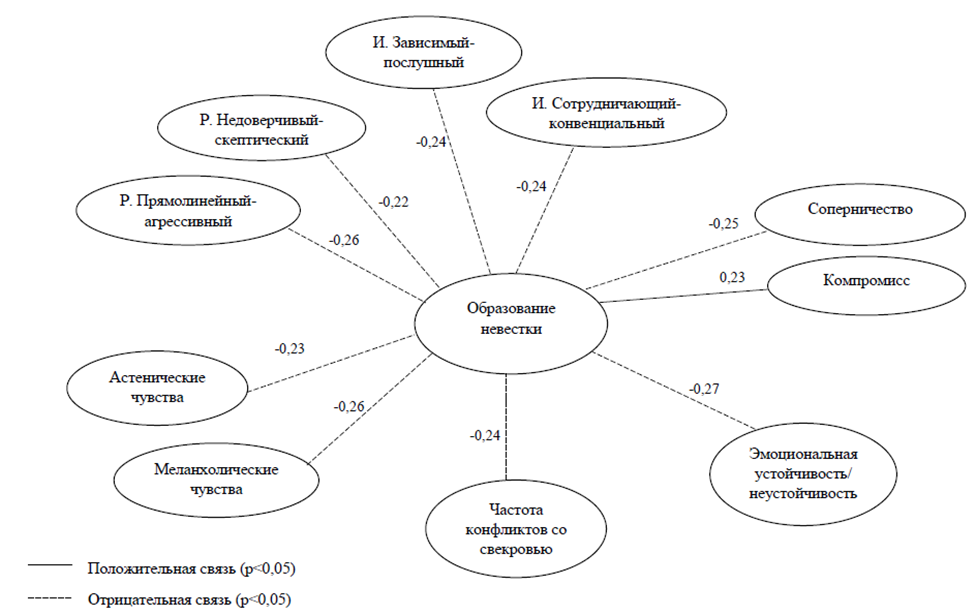 И. Зависимый-
послушный
И. Сотрудничающий-
конвенциальный
Р. Недоверчивый-
скептический
-0,24
-0,24
Р. Прямолинейный-
агрессивный
-0,22
-0,26
Соперничество
-0,25
Компромисс
0,23
Образование
невестки
-0,23
Астенические
чувства
-0,26
-0,27
Меланхолические
чувства
-0,24
Эмоциональная
устойчивость/
неустойчивость
Частота
конфликтов со
свекровью
Положительная связь (p<0,05)
Отрицательная связь (p<0,05)